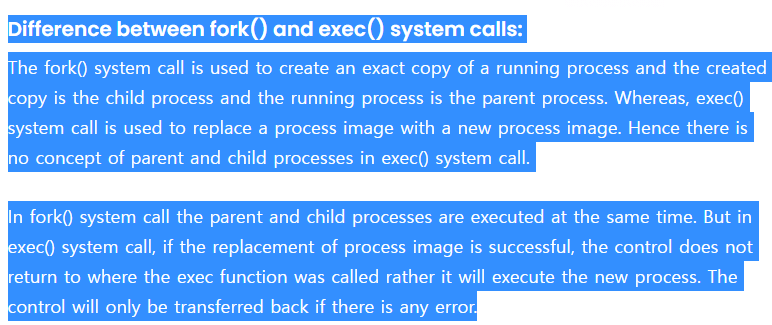 Difference between fork() and exec() system calls:
The fork() system call is used to create an exact copy of a running process and the created
copy is the child process and the running process is the parent process. Whereas, exec()
system call is used to replace a process image with a new process image. Hence there is
no concept of parent and child processes in exec() system call.
In fork() system call the parent and child processes are executed at the same time. But in
exec() system call, if the replacement of process image is successful, the control does not
return to where the exec function was called rather it will execute the new process. The
control will only be transferred back if there is any error.